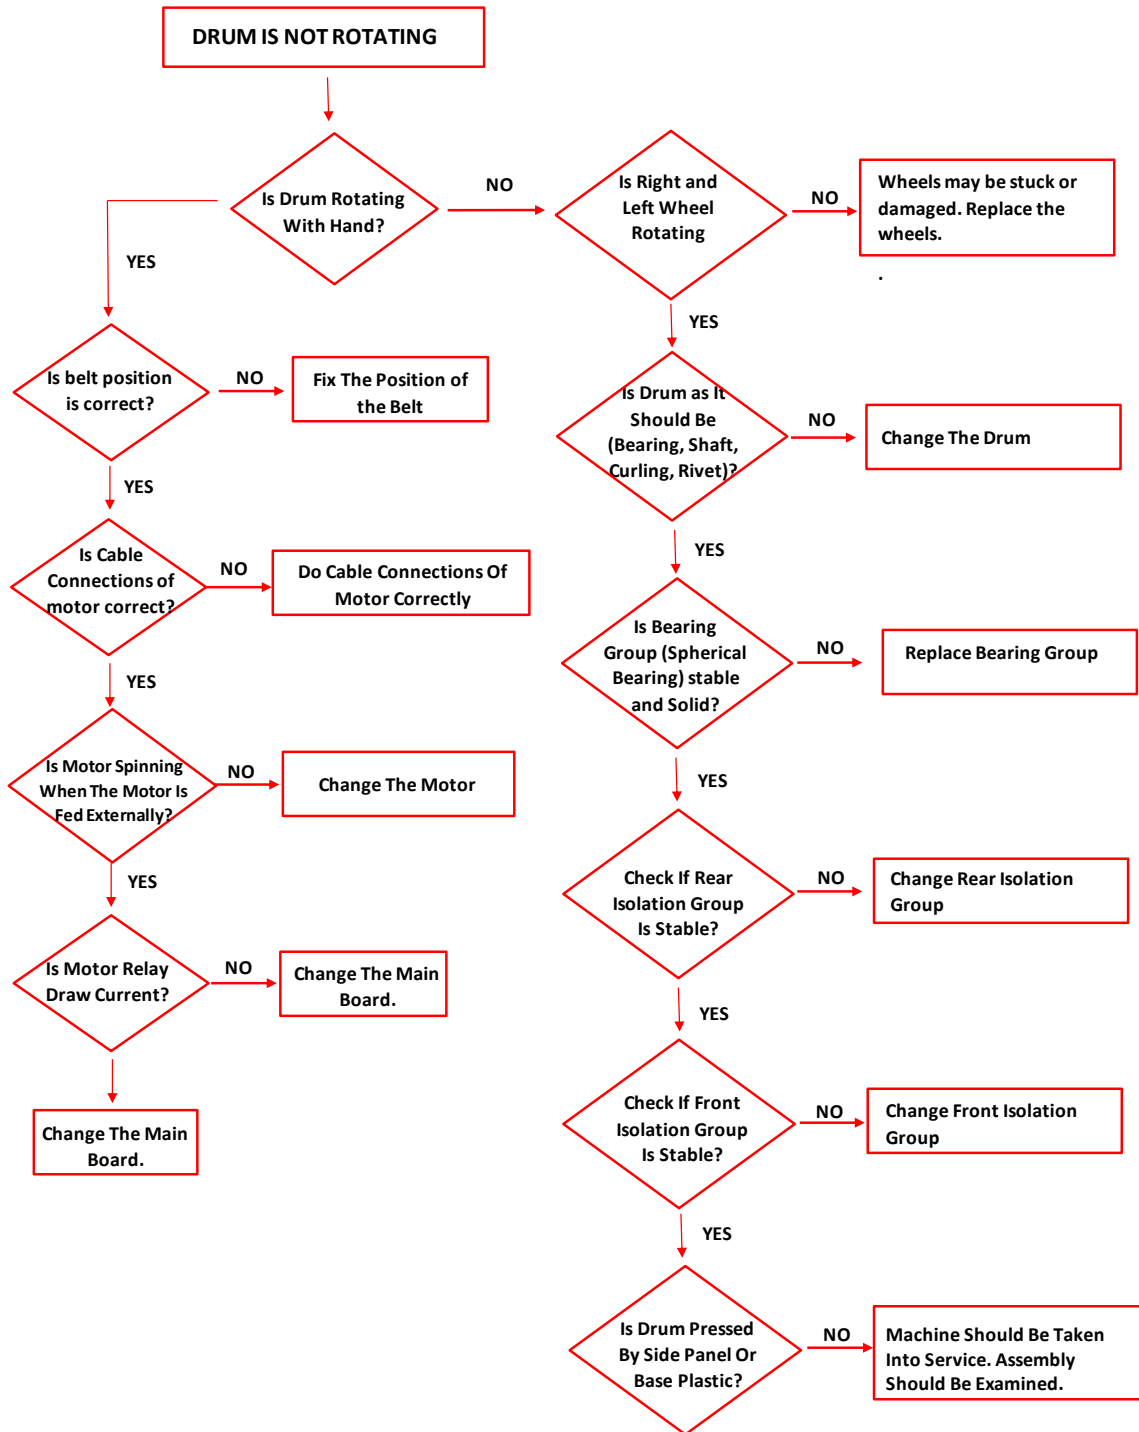 DRUM IS NOT ROTATING
Is Drum Rotating
With Hand?
NO
Is Right and
Left Wheel
Rotating
NO
Wheels may be stuck or
damaged. Replace the
wheels.
.
YES
YES
Is belt position
is correct?
NO
Fix The Position of
the Belt
Is Drum as It
Should Be
(Bearing, Shaft,
Curling, Rivet)?
NO
Change The Drum
YES
YES
Is Cable
Connections of
motor correct?
NO
Do Cable Connections Of
Motor Correctly
Is Bearing
Group (Spherical
Bearing) stable
and Solid?
NO
Replace Bearing Group
YES
YES
Is Motor Spinning
When The Motor Is
Fed Externally?
NO
Change The Motor
Check If Rear
Isolation Group
Is Stable?
NO
Change Rear Isolation
Group
YES
YES
Is Motor Relay
Draw Current?
NO
Change The Main
Board.
Check If Front
Isolation Group
Is Stable?
NO
Change Front Isolation
Group
Change The Main
Board.
YES
Is Drum Pressed
By Side Panel Or
Base Plastic?
NO
Machine Should Be Taken
Into Service. Assembly
Should Be Examined.